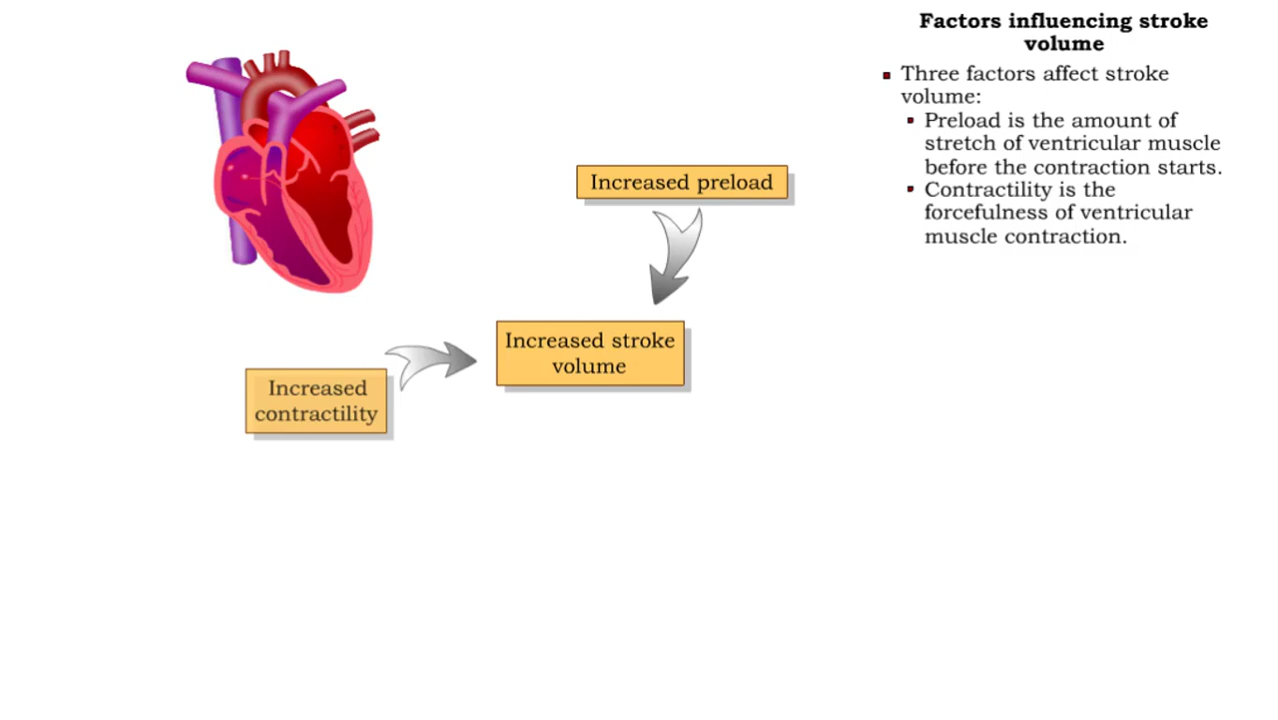 Factors influencing stroke
volume
Three factors affect stroke
volume:
Preload is the amount of
stretch of ventricular muscle
before the contraction starts.
Contractility is the
forcefulness of ventricular
muscle contraction.
Increased preload
Increased stroke
volume
Increased
contractility